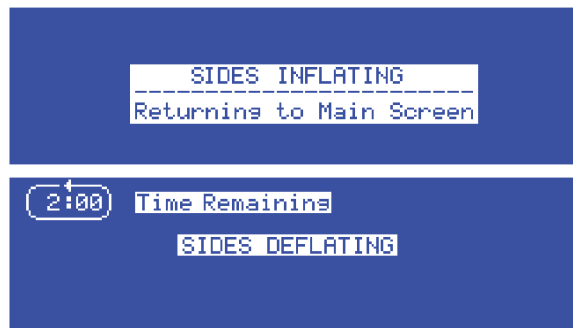 SIDES INFLATING
Returning to Main Screen
2:00 Time Remaining
SIDES DEFLATING